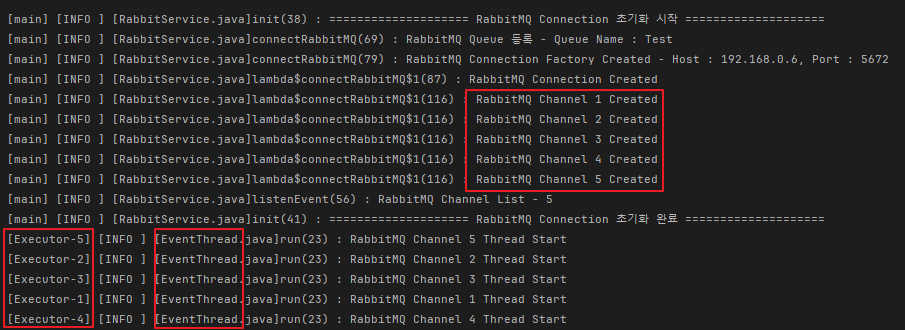 [main] [INFO ] [RabbitService.java]init(38) : ==================== RabbitMQ Connection 초기화 시작 ====================
[main] [INFO ] [RabbitService.java]connectRabbitMQ(69) : RabbitMQ Queue 등록 - Queue Name : Test
[main] [INFO ] [RabbitService.java]connectRabbitMQ(79) : RabbitMQ Connection Factory Created - Host : 192.168.0.6, Port : 5672
[main] [INFO ] [RabbitService.java]lambda$connectRabbitMQ$1(87) : RabbitMQ Connection Created
[main] [INFO ] [RabbitService.java]lambda$connectRabbitMQ$1(116) : RabbitMQ Channel 1 Created
[main] [INFO ] [RabbitService.java]lambda$connectRabbitMQ$1(116) : RabbitMQ Channel 2 Created
[main] [INFO ] [RabbitService.java]lambda$connectRabbitMQ$1(116) : RabbitMQ Channel 3 Created
[main] [INFO ] [RabbitService.java]lambda$connectRabbitMQ$1(116) : RabbitMQ Channel 4 Created
[main] [INFO ] [RabbitService.java]lambda$connectRabbitMQ$1(116) : RabbitMQ Channel 5 Created
[main] [INFO ] [RabbitService.java]listenEvent(56) : RabbitMQ Channel List - 5
[main] [INFO ] [RabbitService.java]init(41) : ==================== RabbitMQ Connection 초기화 완료 ====================
[Executor-5] [INFO ] [EventThread.java]run(23) : RabbitMQ Channel 5 Thread Start
[Executor-2] [INFO ] [EventThread.java]run(23) : RabbitMQ Channel 2 Thread Start
[Executor-3] [INFO ] [EventThread.java]run(23) : RabbitMQ Channel 3 Thread Start
[Executor-1] [INFO ] [EventThread.java]run(23) : RabbitMQ Channel 1 Thread Start
[Executor-4] [INFO ] [EventThread.java]run(23) : RabbitMQ Channel 4 Thread Start